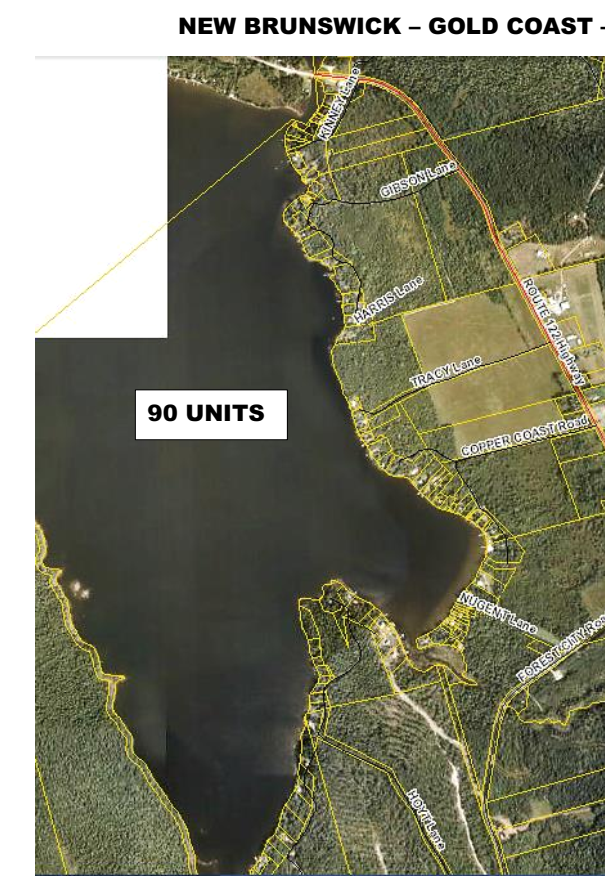 NEW BRUNSWICK – GOLD COAST -
KINNEY Lane
GIBSON Lane
HARRIS Lane
ROUTE 122 Highway
TRACY Lane
90 UNITS
COPPER COAST Road
NUGENT Lane
FOREST CITY Roa
HOYT Lane